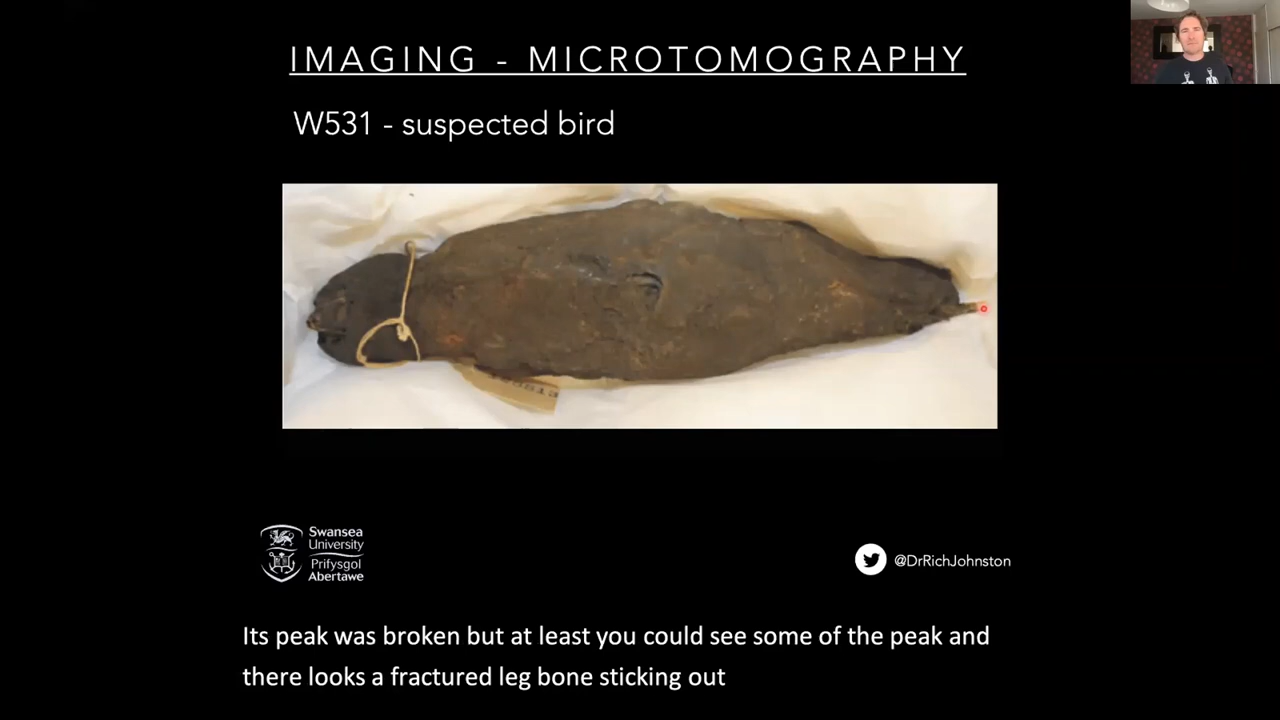 IMAGING - MICROTOMOGRAPHY
W531 - suspected bird
Swansea
University
Prifysgol
Abertawe
@DrRichJohnston
Its peak was broken but at least you could see some of the peak and
there looks a fractured leg bone sticking out